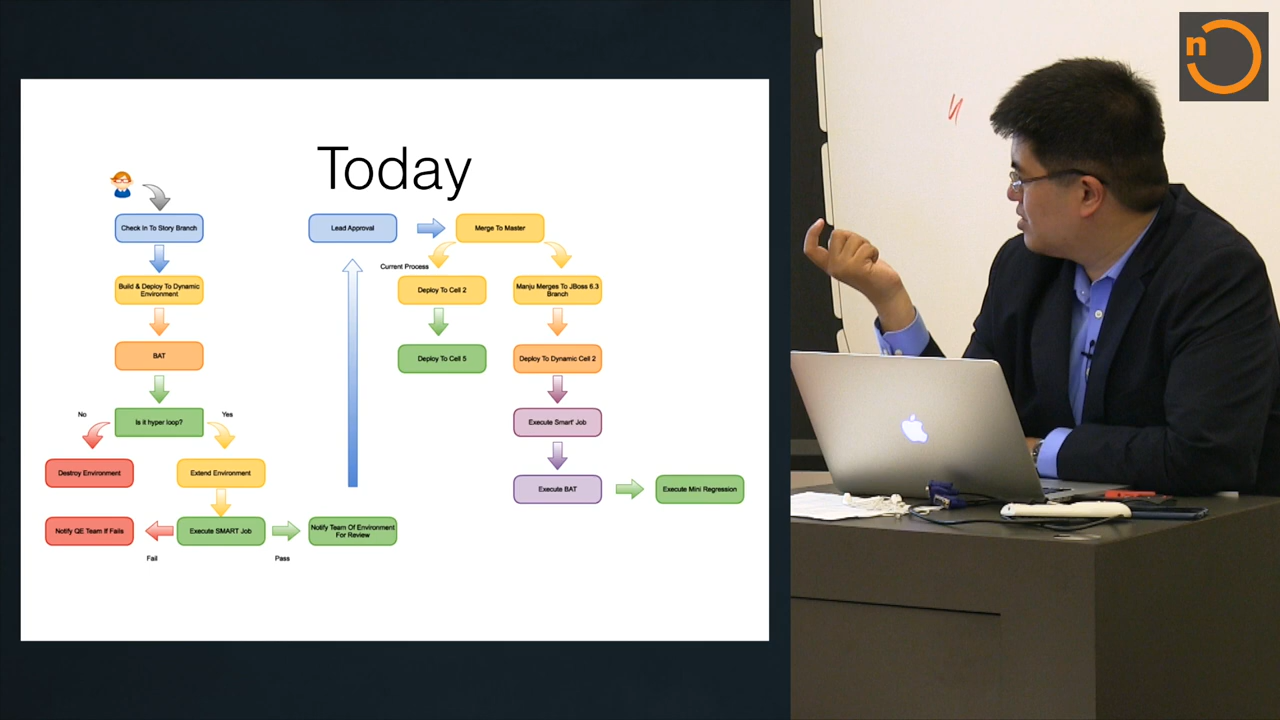 Today
Check In To Story Branch
Build & Deploy To Dynamic
Environment
BAT
Is it hyper loop?
No
Yes
Destroy Environment
Extend Environment
Notify QE Team If Fails
Execute SMART Job
Notify Team Of Environment
For Review
Fail
Pass
Lead Approval
Merge To Master
Current Process
Deploy To Cell 2
Manju Merges To JBoss 6.3
Branch
Deploy To Cell 5
Deploy To Dynamic Cell 2
Execute Smart' Job
Execute BAT
Execute Mini Regression
n